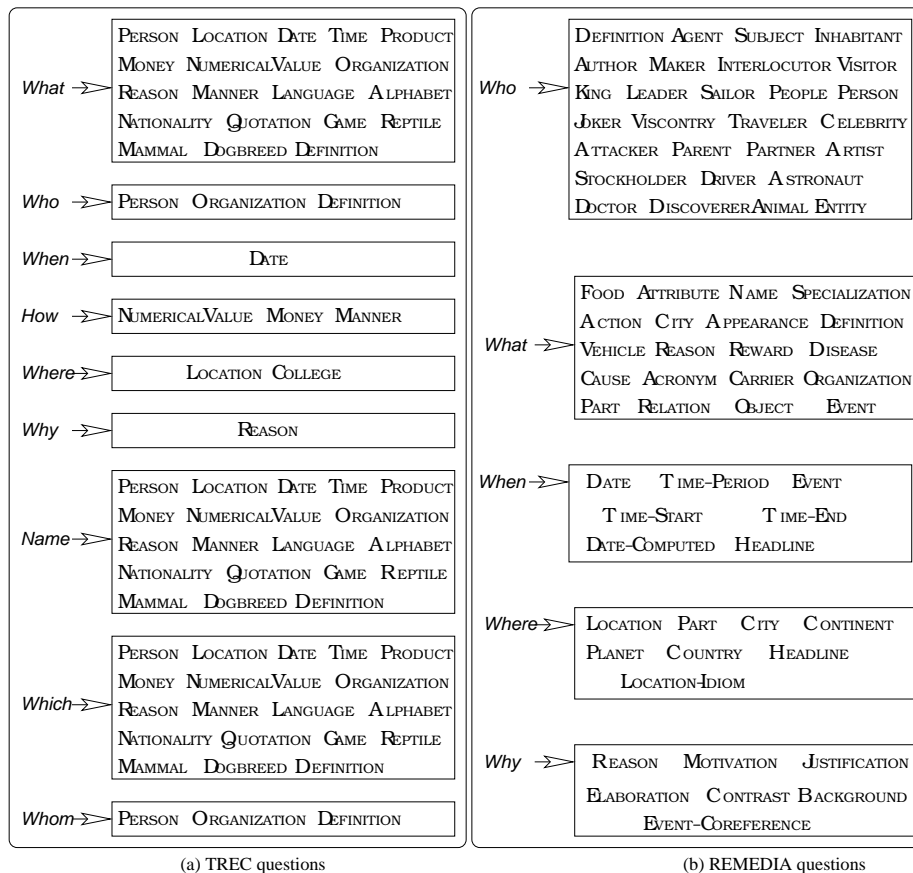 What
PERSON LOCATION DATE TIME PRODUCT
MONEY NUMERICALVALUE ORGANIZATION
REASON MANNER LANGUAGE ALPHABET
NATIONALITY QUOTATION GAME REPTILE
MAMMAL DOGBREED DEFINITION
Who
PERSON ORGANIZATION DEFINITION
When
DATE
How
NUMERICALVALUE MONEY MANNER
Where
LOCATION COLLEGE
Why
REASON
Name
PERSON LOCATION DATE TIME PRODUCT
MONEY NUMERICALVALUE ORGANIZATION
REASON MANNER LANGUAGE ALPHABET
NATIONALITY QUOTATION GAME REPTILE
MAMMAL DOGBREED DEFINITION
Which
PERSON LOCATION DATE TIME PRODUCT
MONEY NUMERICALVALUE ORGANIZATION
REASON MANNER LANGUAGE ALPHABET
NATIONALITY QUOTATION GAME REPTILE
MAMMAL DOGBREED DEFINITION
Whom
PERSON ORGANIZATION DEFINITION
(a) TREC questions
Who
DEFINITION AGENT SUBJECT INHABITANT
AUTHOR MAKER INTERLOCUTOR VISITOR
KING LEADER SAILOR PEOPLE PERSON
JOKER VISCONTRY TRAVELER CELEBRITY
ATTACKER PARENT PARTNER ARTIST
STOCKHOLDER DRIVER ASTRONAUT
DOCTOR DISCOVERER ANIMAL ENTITY
What
FOOD ATTRIBUTE NAME SPECIALIZATION
ACTION CITY APPEARANCE DEFINITION
VEHICLE REASON REWARD DISEASE
CAUSE ACRONYM CARRIER ORGANIZATION
PART RELATION OBJECT EVENT
When
DATE TIME-PERIOD EVENT
TIME-START TIME-END
DATE-COMPUTED HEADLINE
Where
LOCATION PART CITY CONTINENT
PLANET COUNTRY HEADLINE
LOCATION-IDIOM
Why
REASON MOTIVATION JUSTIFICATION
ELABORATION CONTRAST BACKGROUND
EVENT-COREFERENCE
(b) REMEDIA questions